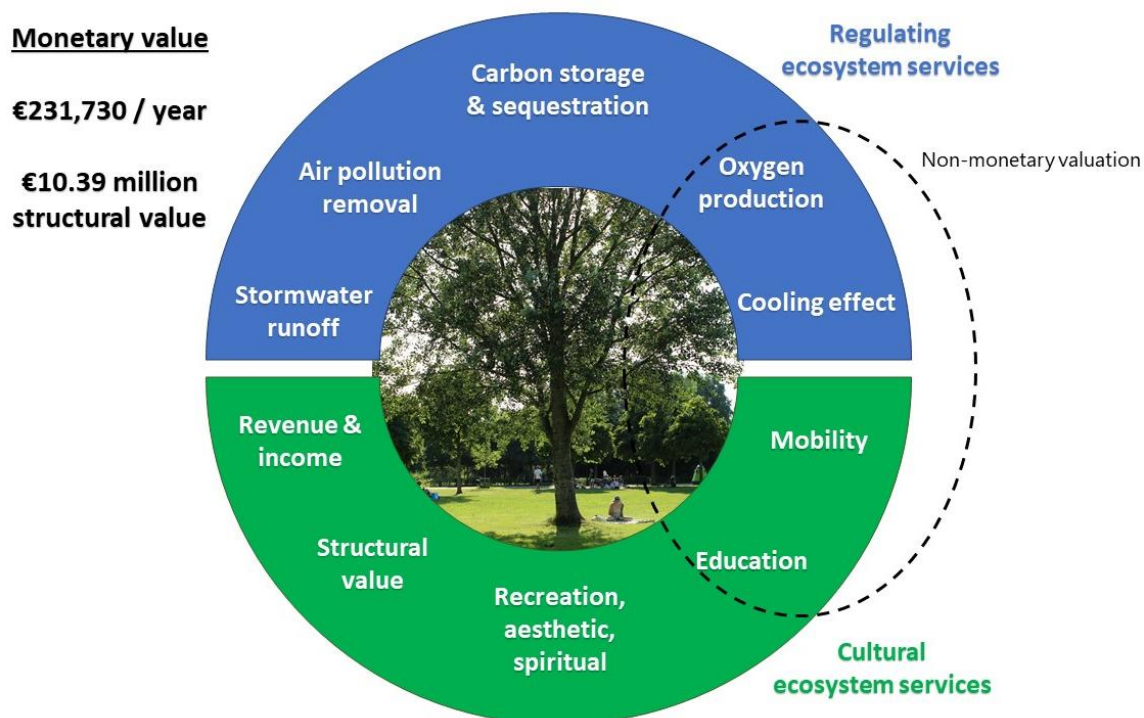 Monetary value
€231,730 / year
€10.39 million
structural value
Regulating
ecosystem services
Non-monetary valuation
Carbon storage
& sequestration
Air pollution
removal
Oxygen
production
Stormwater
runoff
Cooling effect
Revenue &
income
Mobility
Structural
value
Education
Recreation,
aesthetic,
spiritual
Cultural
ecosystem services